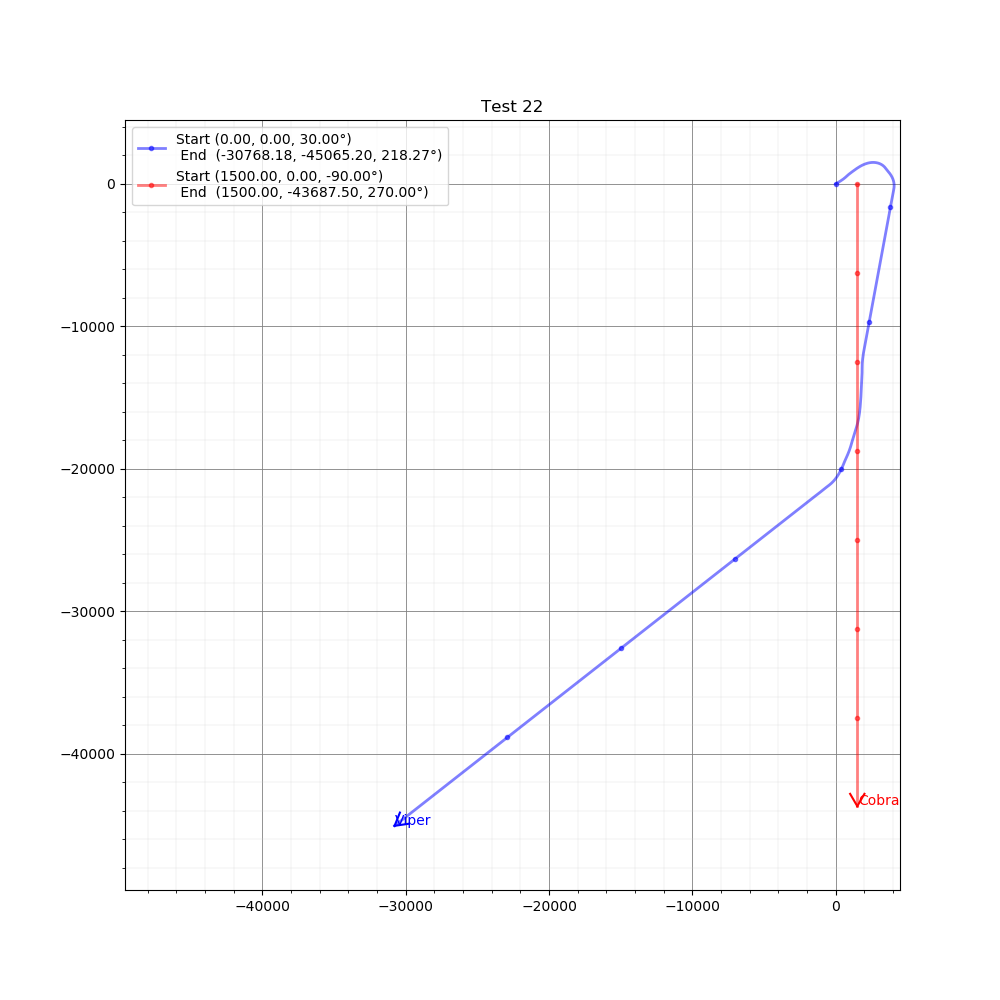 Test 22
Start (0.00, 0.00, 30.00°)
End  (-30768.18, -45065.20, 218.27°)
Start (1500.00, 0.00, -90.00°)
End  (1500.00, -43687.50, 270.00°)
0
−10000
−20000
−30000
−40000
Cobra
Viper
−40000
−30000
−20000
−10000
0